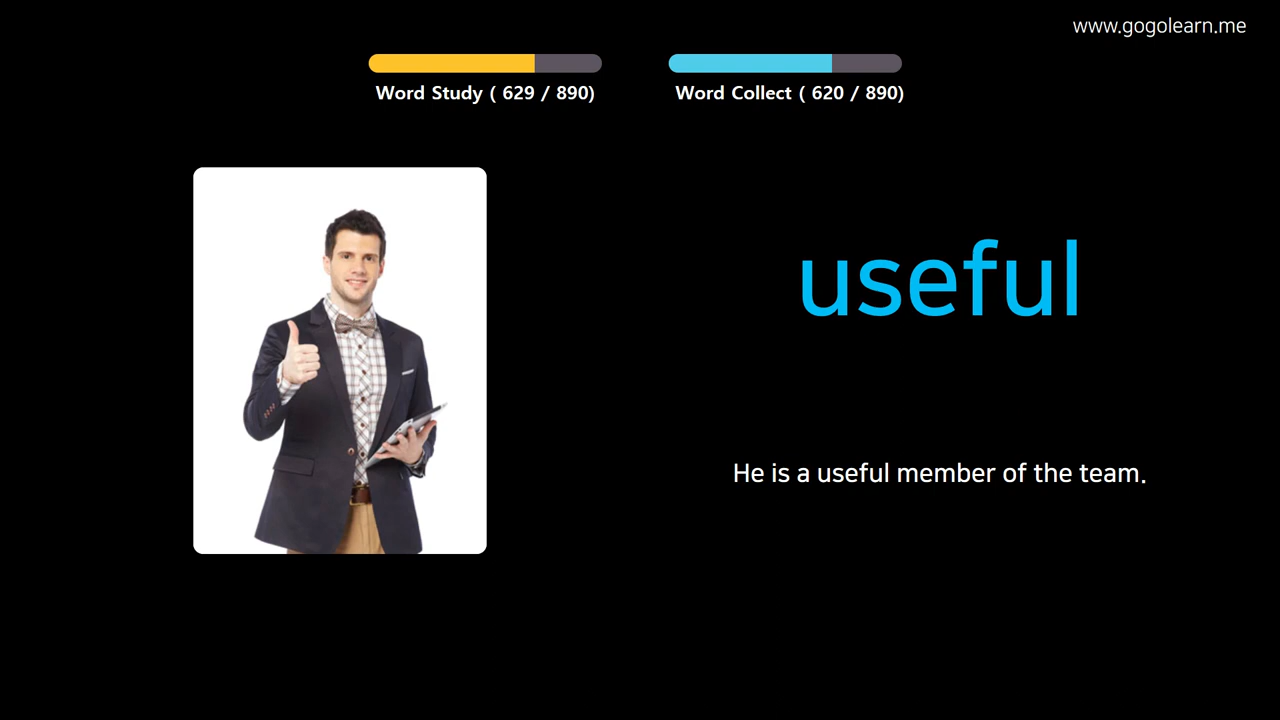 www.gogolearn.me
Word Study ( 629 / 890)
Word Collect ( 620 / 890)
useful
He is a useful member of the team.